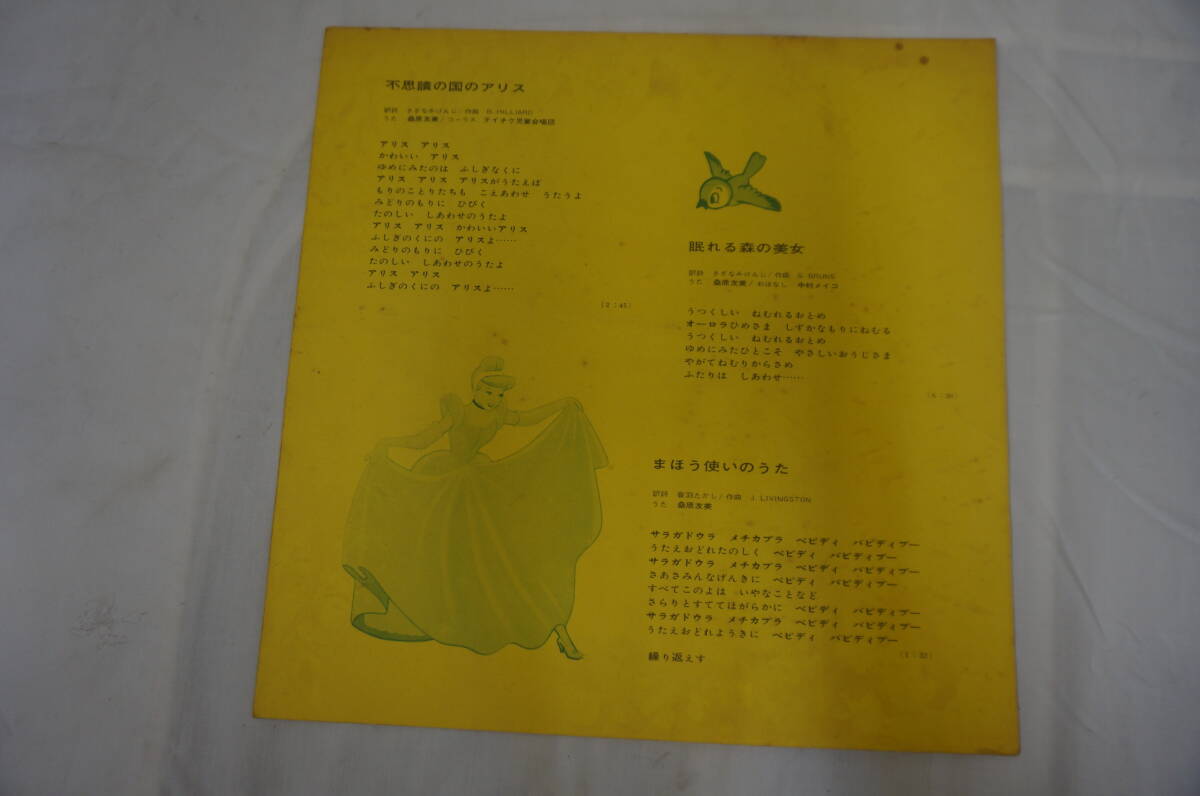 不思議の国のアリス
訳詩 さざなみけんじ/作曲 B. HILLIARD
うた 桑原友美/コーラス テイチク児童合唱団
アリス アリス
かわいい アリス
ゆめにみたのは ふしぎなくに
アリス アリス アリスがうたえば
もりのことりたちも こえあわせ うたうよ
みどりのもりに ひびく
たのしい しあわせのうたよ
アリス アリス かわいいアリス
ふしぎのくにの アリスよ……
みどりのもりに ひびく
たのしい しあわせのうたよ
アリス アリス
ふしぎのくにの アリスよ……
(2:45)
眠れる森の美女
訳詩 さざなみけんじ/作曲 G. BRUNS
うた 桑原友美/おはなし 中村メイコ
うつくしい ねむれるおとめ
オーロラひめさま しずかなもりにねむる
うつくしい ねむれるおとめ
ゆめにみたひとこそ やさしいおうじさま
やがてねむりからさめ
ふたりは しあわせ……
まほう使いのうた
訳詩 音羽たかし/作曲 J. LIVINGSTON
うた 桑原友美
サラガドウラ メチカブラ ベビディ バビディブー
うたえおどれたのしく ベビディ バビディブー
サラガドウラ メチカブラ ベビディ バビディブー
さあさみんなげんきに ベビディ バビディブー
すべてこのよは いやなことなど
さらりとすててほがらかに ベビディ バビディブー
サラガドウラ メチカブラ ベビディ バビディブー
うたえおどれようきに ベビディ バビディブー
繰り返えす
(1:32)